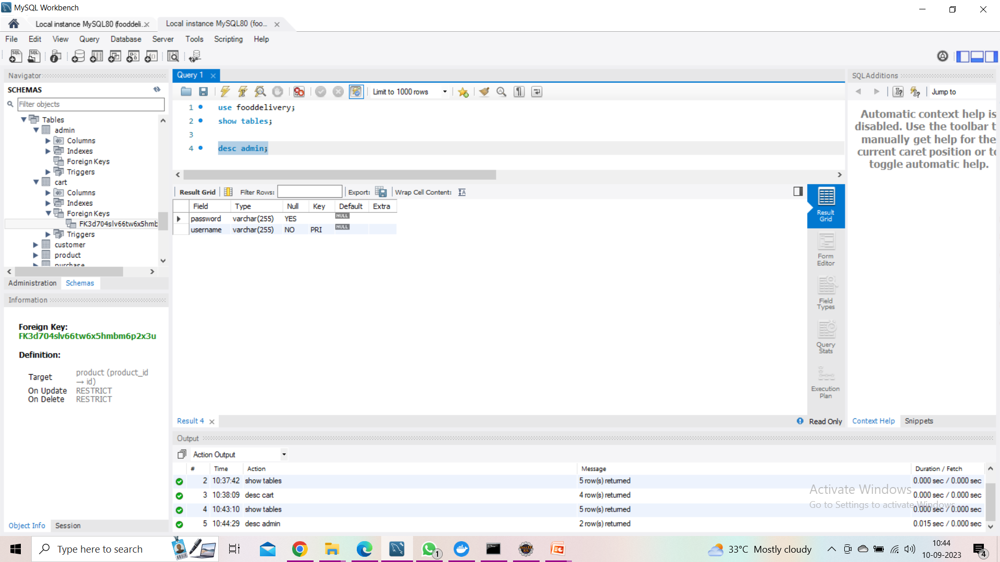 MySQL Workbench
Local instance MySQL80 (fooddeli...
Local instance MySQL80 (foo...
File Edit View Query Database Server Tools Scripting Help
Navigator
SCHEMAS
Filter objects
Tables
admin
Columns
Indexes
Foreign Keys
Triggers
cart
Columns
Indexes
Foreign Keys
FK3d704slv66tw6x5hmb
Triggers
customer
product
purchase
Administration Schemas
Information
Foreign Key:
FK3d704slv66tw6x5hmbm6p2x3u
Definition:
Target product (product_id
→ id)
On Update RESTRICT
On Delete RESTRICT
Object Info Session
Query 1
Limit to 1000 rows
1 use fooddelivery;
2 show tables;
3
4 desc admin;
Result Grid Filter Rows: Export: Wrap Cell Content:
Field Type Null Key Default Extra
password varchar(255) YES NULL
username varchar(255) NO PRI NULL
Result Grid
Form Editor
Field Types
Query Stats
Execution Plan
Result 4
Read Only
SQLAdditions
Jump to
Automatic context help is
disabled. Use the toolbar t
manually get help for the
current caret position or to
toggle automatic help.
Context Help Snippets
Output
Action Output
# Time Action Message Duration / Fetch
2 10:37:42 show tables 5 row(s) returned 0.000 sec / 0.000 sec
3 10:38:09 desc cart 4 row(s) returned 0.000 sec / 0.000 sec
4 10:43:10 show tables 5 row(s) returned 0.000 sec / 0.000 sec
5 10:44:29 desc admin 2 row(s) returned 0.015 sec / 0.000 sec
Activate Windows
Go to Settings to activate Windows.
Type here to search
1
33°C Mostly cloudy
10:44
10-09-2023
4